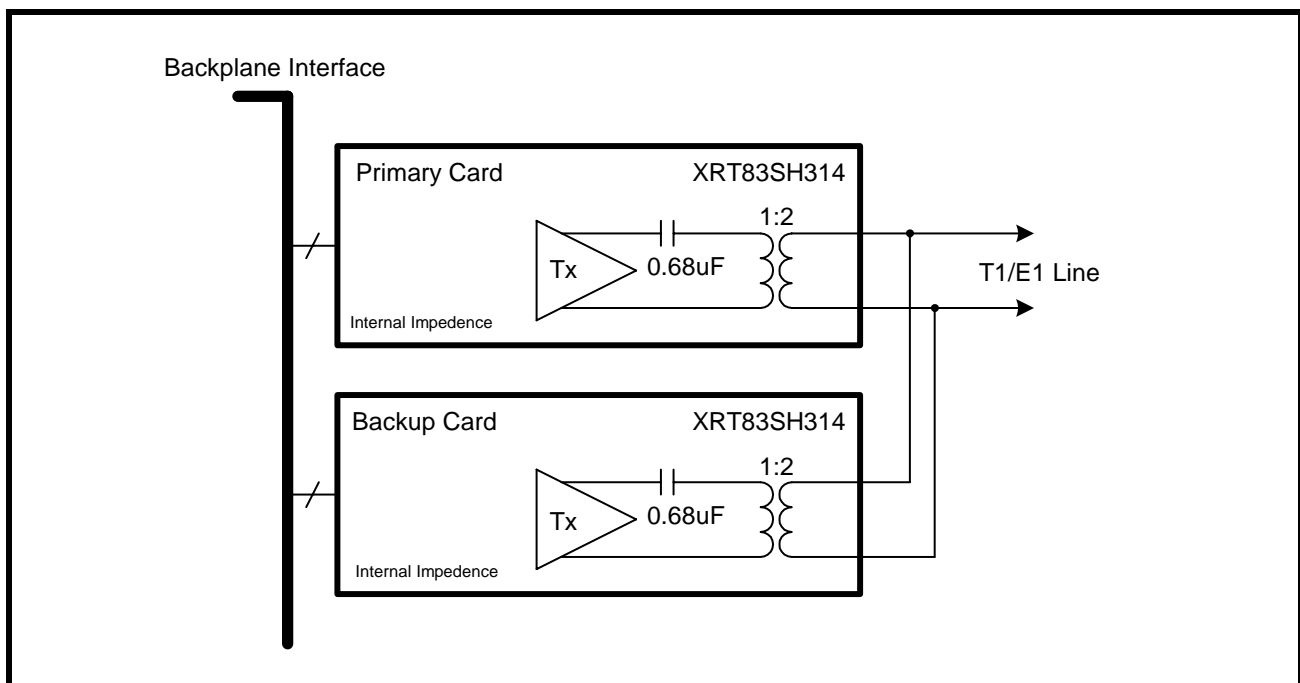 Backplane Interface
Primary Card XRT83SH314
1:2
Tx 0.68uF
T1/E1 Line
Internal Impedence
Backup Card XRT83SH314
1:2
Tx 0.68uF
Internal Impedence